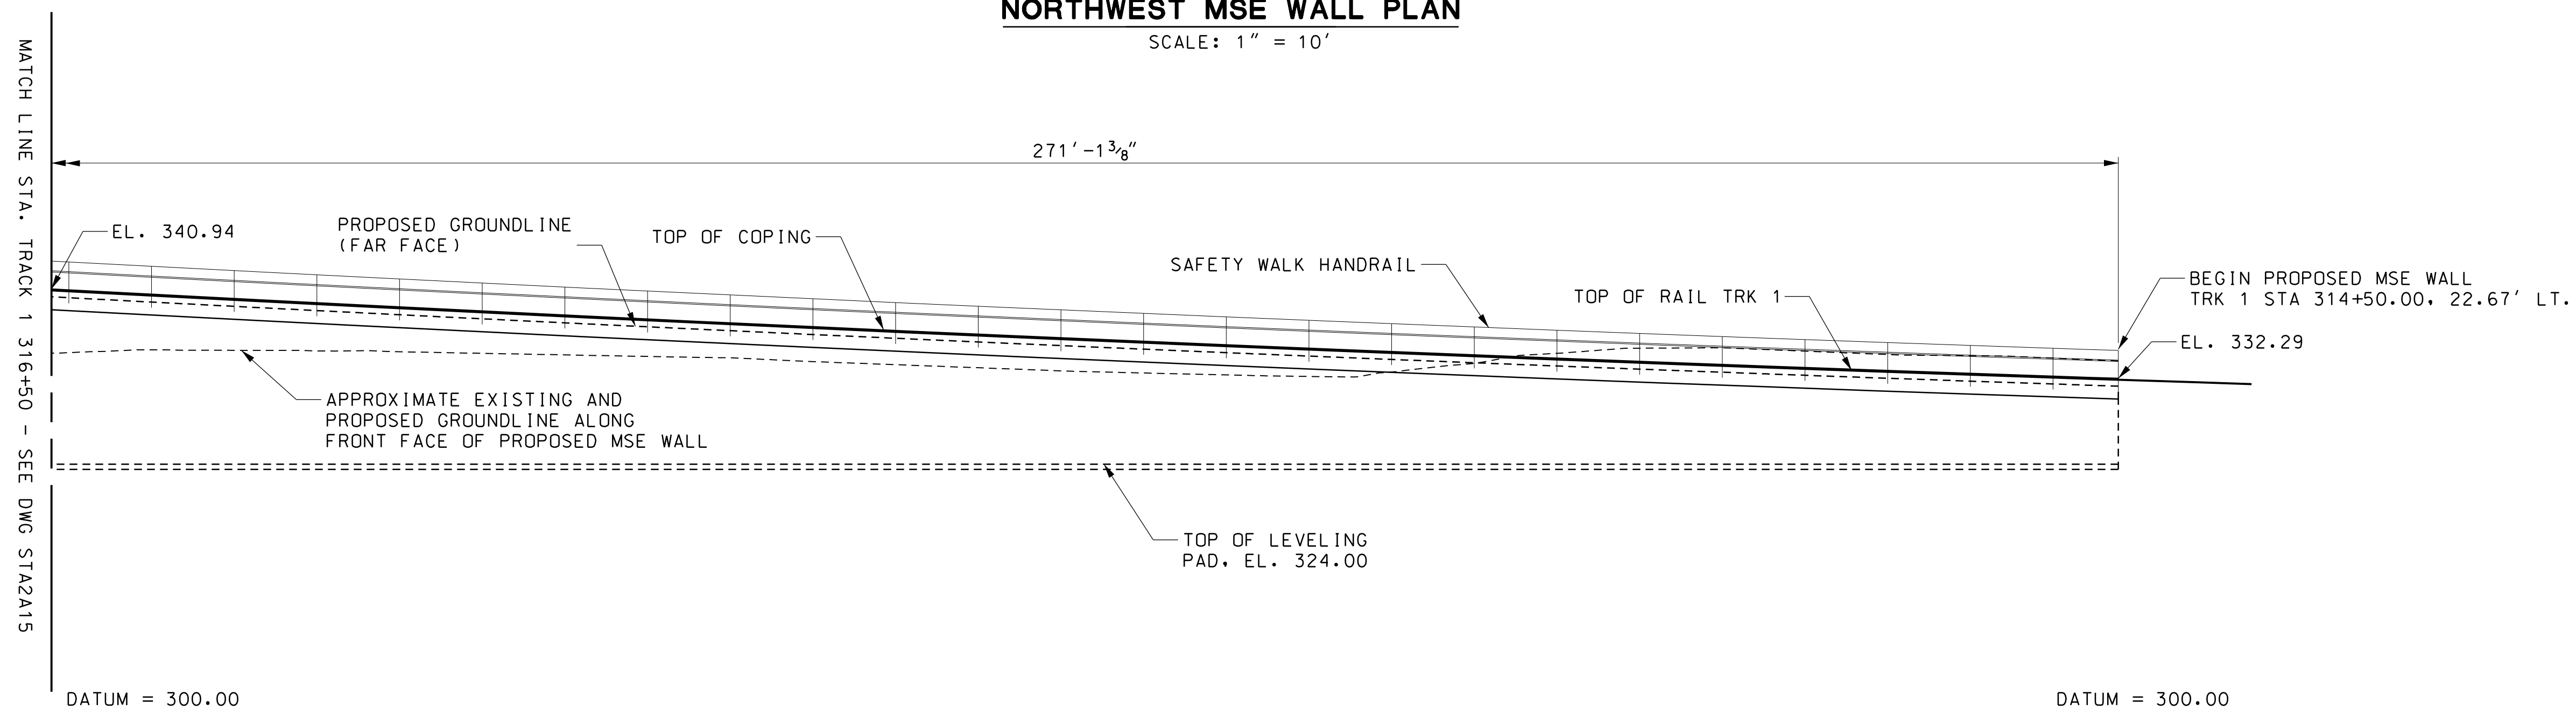 NORTHWEST MSE WALL PLAN
SCALE: 1" = 10'
MATCH LINE STA. TRACK 1 316+50 - SEE DWG STA2A15
271'-1 3/8"
EL. 340.94
PROPOSED GROUNDLINE
(FAR FACE)
TOP OF COPING
SAFETY WALK HANDRAIL
TOP OF RAIL TRK 1
BEGIN PROPOSED MSE WALL
TRK 1 STA 314+50.00, 22.67' LT.
EL. 332.29
APPROXIMATE EXISTING AND
PROPOSED GROUNDLINE ALONG
FRONT FACE OF PROPOSED MSE WALL
TOP OF LEVELING
PAD, EL. 324.00
DATUM = 300.00
DATUM = 300.00